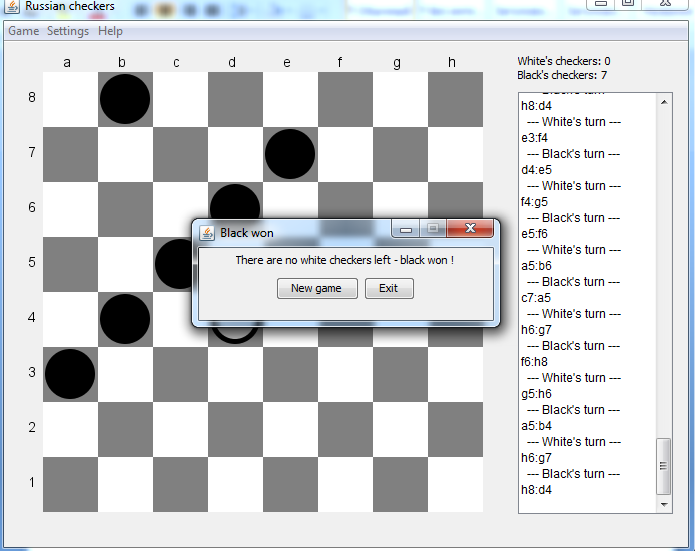 Russian checkers
Game Settings Help
a b c d e f g h
8
7
6
5
4
3
2
1
White's checkers: 0
Black's checkers: 7
h8:d4
--- White's turn ---
e3:f4
--- Black's turn ---
d4:e5
--- White's turn ---
f4:g5
--- Black's turn ---
e5:f6
--- White's turn ---
a5:b6
--- Black's turn ---
c7:a5
--- White's turn ---
h6:g7
--- Black's turn ---
f6:h8
--- White's turn ---
g5:h6
--- Black's turn ---
a5:b4
--- White's turn ---
h6:g7
--- Black's turn ---
h8:d4
Black won
There are no white checkers left - black won !
New game Exit